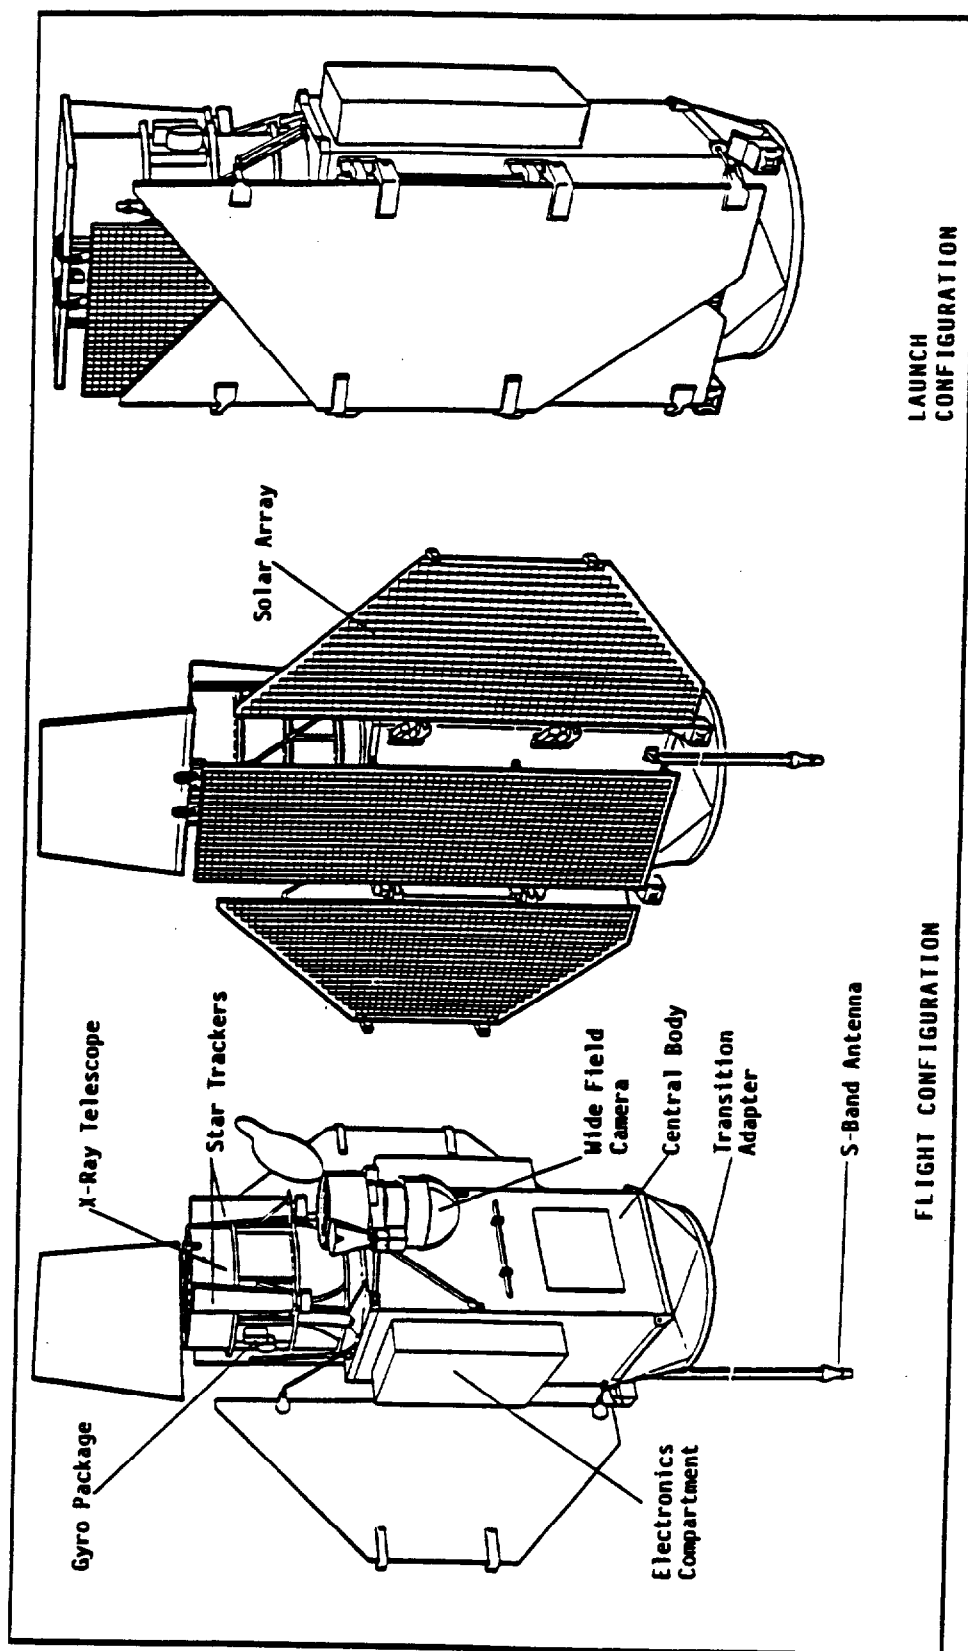 Gyro Package
X-Ray Telescope
Star Trackers
Solar Array
Electronics
Compartment
Wide Field
Camera
Central Body
Transition
Adapter
S-Band Antenna
FLIGHT CONFIGURATION
LAUNCH
CONFIGURATION